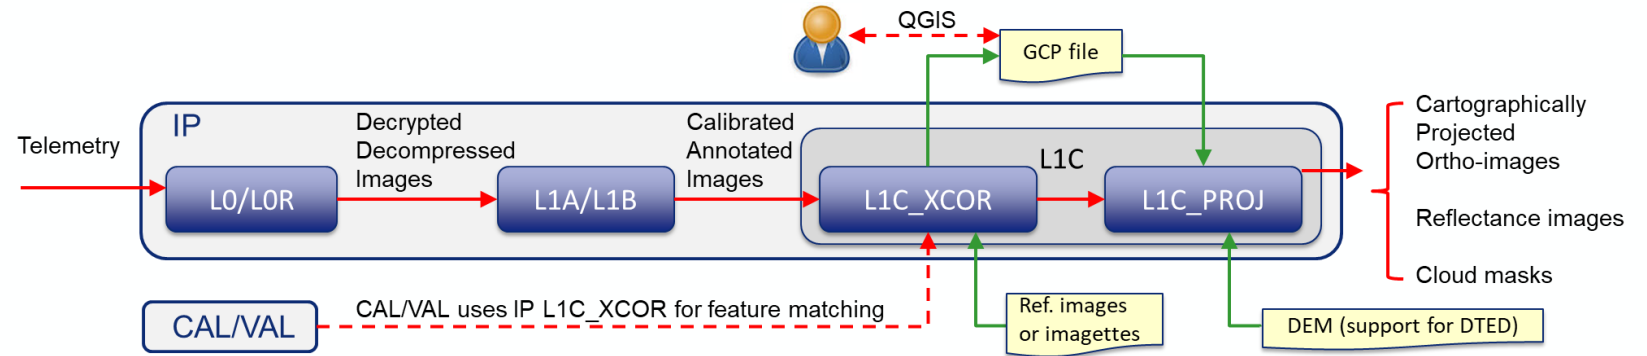 QGIS
GCP file
IP
Telemetry
Decrypted
Decompressed
Images
Calibrated
Annotated
Images
L1C
L0/L0R
L1A/L1B
L1C_XCOR
L1C_PROJ
Cartographically
Projected
Ortho-images
Reflectance images
Cloud masks
CAL/VAL
CAL/VAL uses IP L1C_XCOR for feature matching
Ref. images
or imagettes
DEM (support for DTED)